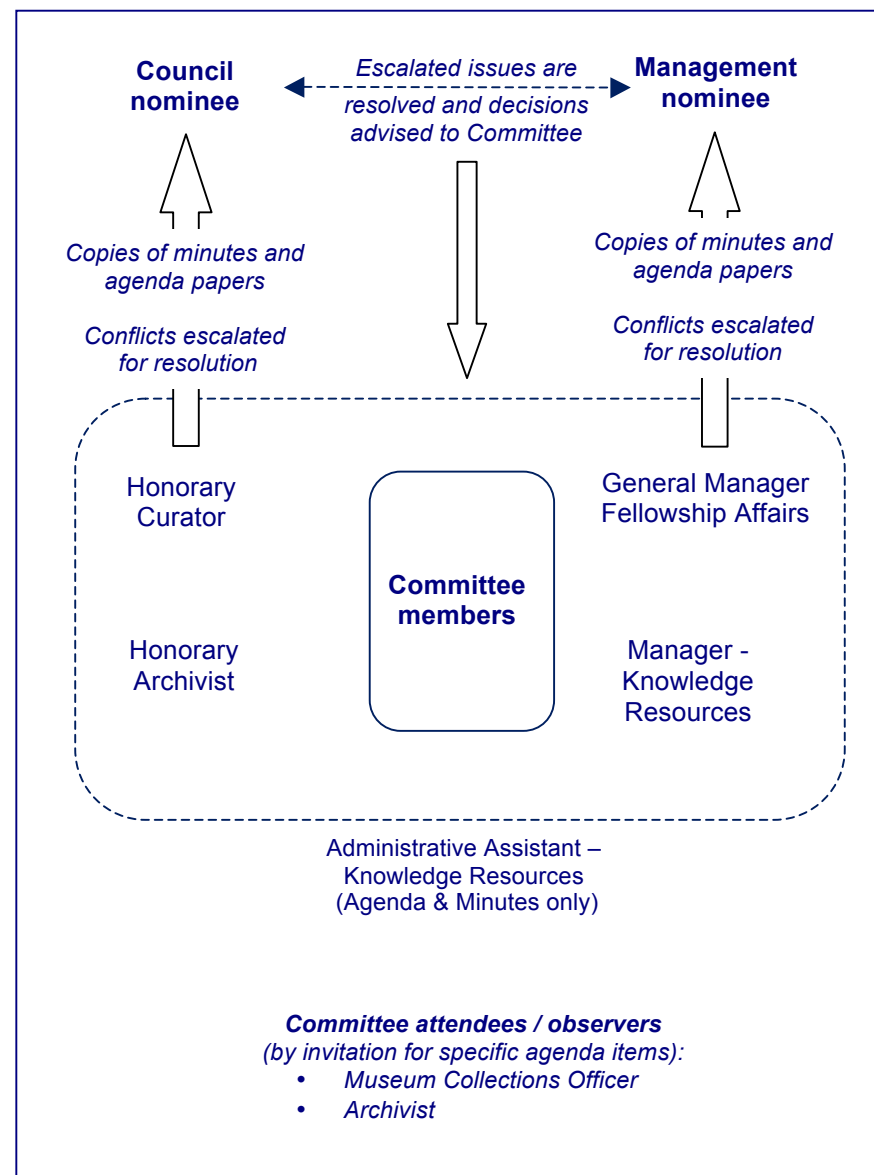 Council
nominee
Escalated issues are
resolved and decisions
advised to Committee
Management
nominee
Copies of minutes and
agenda papers
Conflicts escalated
for resolution
Copies of minutes and
agenda papers
Conflicts escalated
for resolution
Honorary
Curator
Honorary
Archivist
Committee
members
General Manager
Fellowship Affairs
Manager -
Knowledge
Resources
Administrative Assistant –
Knowledge Resources
(Agenda & Minutes only)
Committee attendees / observers
(by invitation for specific agenda items):
• Museum Collections Officer
• Archivist